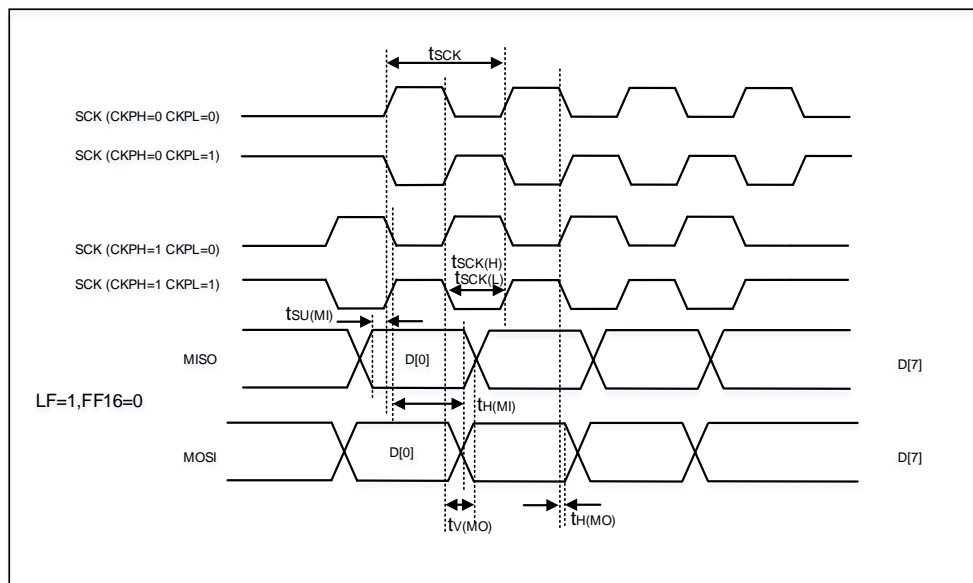 tSCK
SCK (CKPH=0 CKPL=0)
SCK (CKPH=0 CKPL=1)
SCK (CKPH=1 CKPL=0)
tSCK(H)
tSCK(L)
SCK (CKPH=1 CKPL=1)
tSU(MI)
MISO
D[0]
D[7]
LF=1,FF16=0
tH(MI)
MOSI
D[0]
D[7]
tV(MO)
tH(MO)